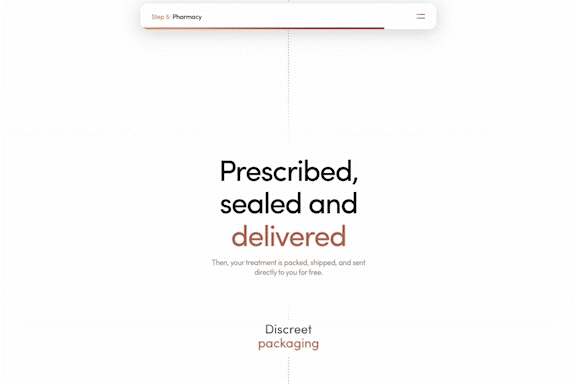 Step 5: Pharmacy
Prescribed,
sealed and
delivered
Then, your treatment is packed, shipped, and sent
directly to you for free.
Discreet
packaging